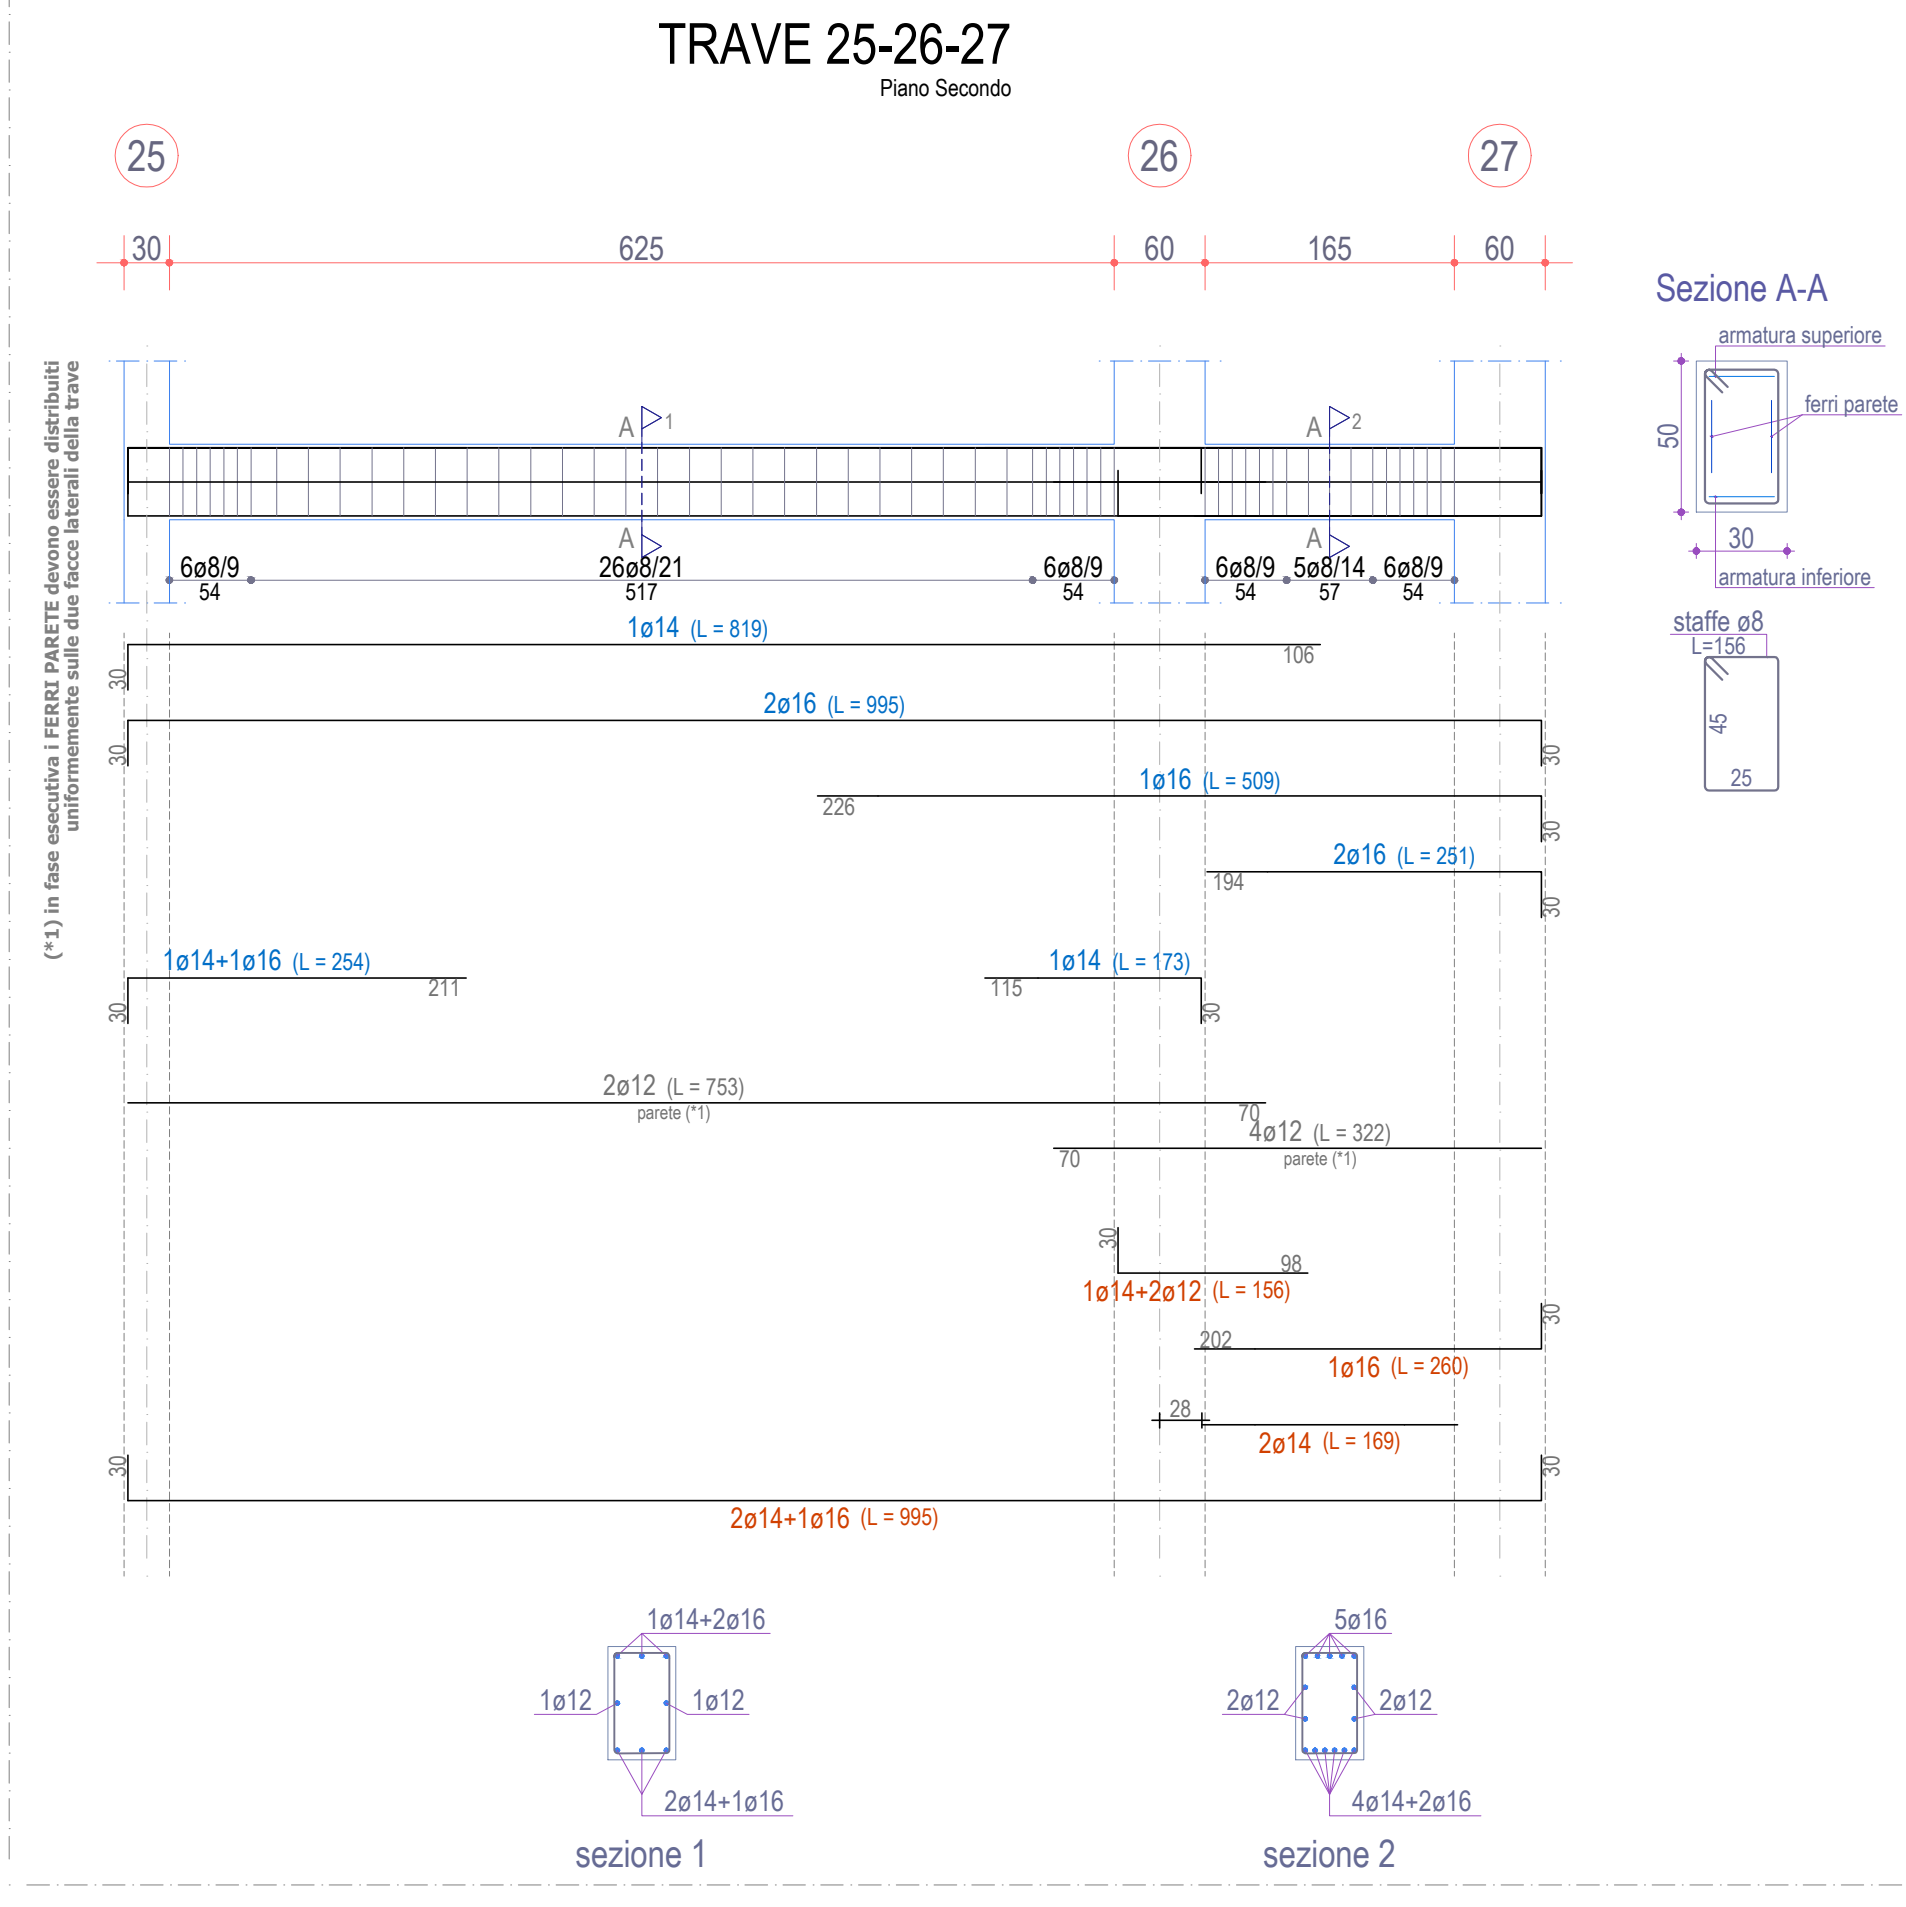 TRAVE 25-26-27
Piano Secondo
25
26
27
30
625
60
165
60
Sezione A-A
armatura superiore
ferri parete
50
30
armatura inferiore
staffe ø8
L=156
45
25
(*1) in fase esecutiva i FERRI PARETE devono essere distribuiti
uniformemente sulle due facce laterali della trave
A
1
A
2
A
A
6ø8/9
26ø8/21
6ø8/9
6ø8/9
5ø8/14
6ø8/9
54
517
54
54
57
54
1ø14 (L = 819)
30
106
2ø16 (L = 995)
30
30
1ø16 (L = 509)
226
30
2ø16 (L = 251)
194
30
1ø14+1ø16 (L = 254)
211
30
1ø14 (L = 173)
115
30
2ø12 (L = 753)
parete (*1)
70
4ø12 (L = 322)
70
parete (*1)
30
98
1ø14+2ø12 (L = 156)
30
202
1ø16 (L = 260)
28
2ø14 (L = 169)
30
30
2ø14+1ø16 (L = 995)
1ø14+2ø16
1ø12
1ø12
2ø14+1ø16
sezione 1
5ø16
2ø12
2ø12
4ø14+2ø16
sezione 2